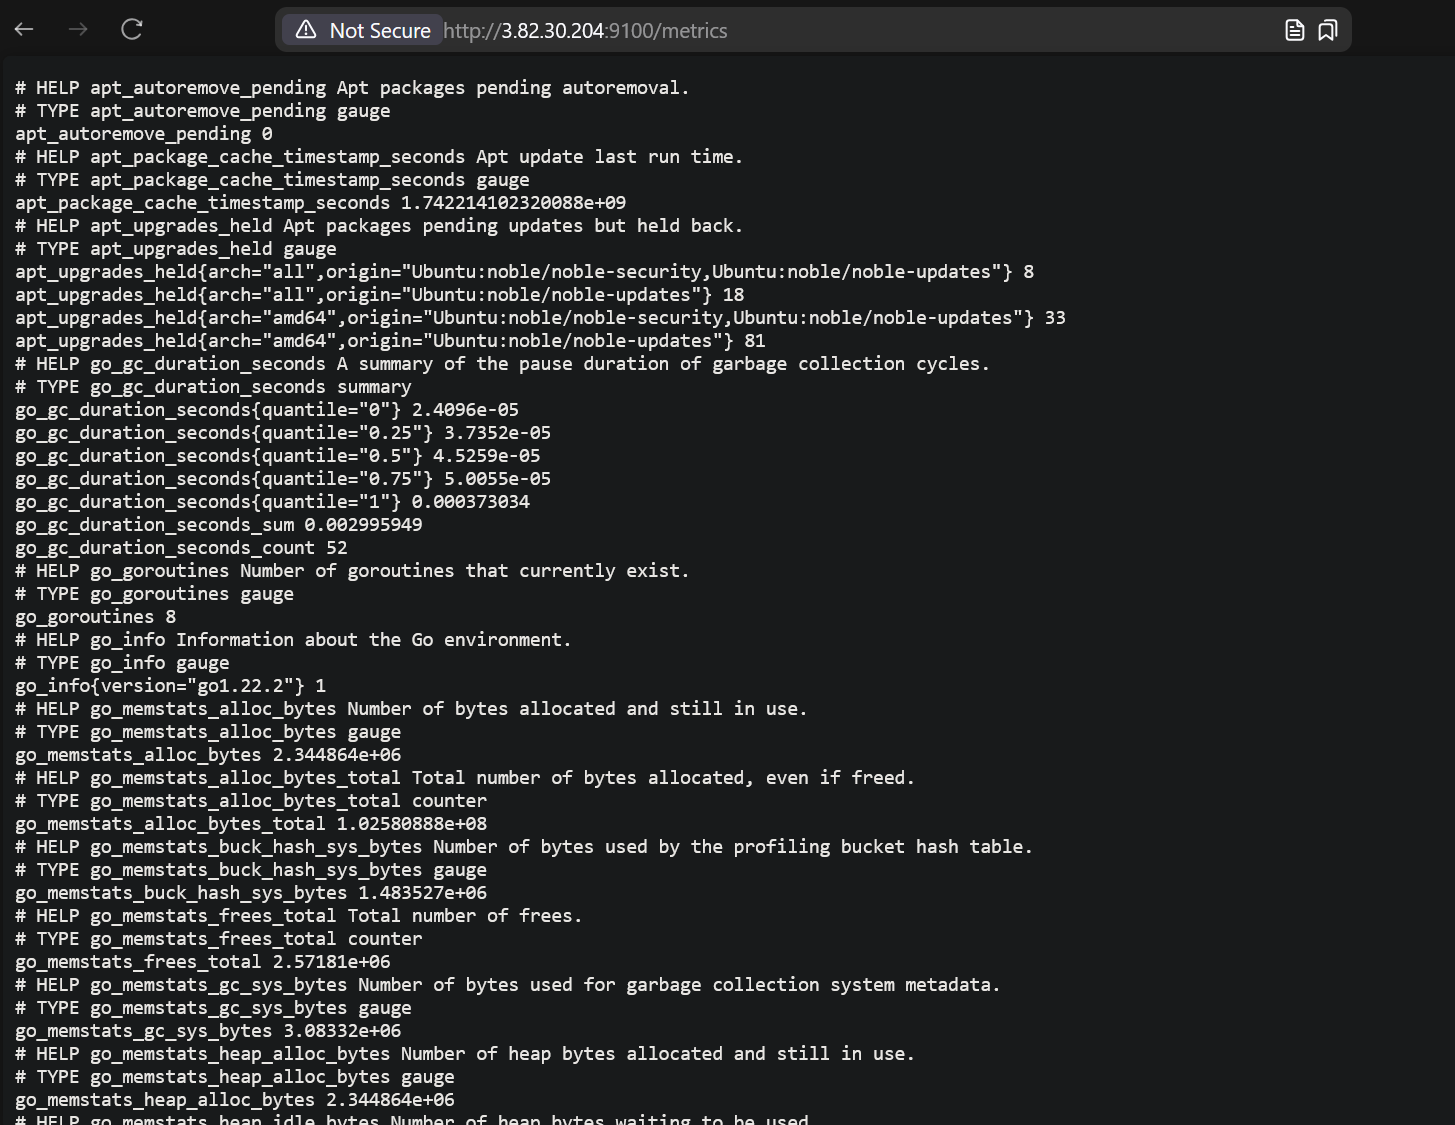 Not Secure http://3.82.30.204:9100/metrics
# HELP apt_autoremove_pending Apt packages pending autoremoval.
# TYPE apt_autoremove_pending gauge
apt_autoremove_pending 0
# HELP apt_package_cache_timestamp_seconds Apt update last run time.
# TYPE apt_package_cache_timestamp_seconds gauge
apt_package_cache_timestamp_seconds 1.742214102320088e+09
# HELP apt_upgrades_held Apt packages pending updates but held back.
# TYPE apt_upgrades_held gauge
apt_upgrades_held{arch="all",origin="Ubuntu:noble/noble-security,Ubuntu:noble/noble-updates"} 8
apt_upgrades_held{arch="all",origin="Ubuntu:noble/noble-updates"} 18
apt_upgrades_held{arch="amd64",origin="Ubuntu:noble/noble-security,Ubuntu:noble/noble-updates"} 33
apt_upgrades_held{arch="amd64",origin="Ubuntu:noble/noble-updates"} 81
# HELP go_gc_duration_seconds A summary of the pause duration of garbage collection cycles.
# TYPE go_gc_duration_seconds summary
go_gc_duration_seconds{quantile="0"} 2.4096e-05
go_gc_duration_seconds{quantile="0.25"} 3.7352e-05
go_gc_duration_seconds{quantile="0.5"} 4.5259e-05
go_gc_duration_seconds{quantile="0.75"} 5.0055e-05
go_gc_duration_seconds{quantile="1"} 0.000373034
go_gc_duration_seconds_sum 0.002995949
go_gc_duration_seconds_count 52
# HELP go_goroutines Number of goroutines that currently exist.
# TYPE go_goroutines gauge
go_goroutines 8
# HELP go_info Information about the Go environment.
# TYPE go_info gauge
go_info{version="go1.22.2"} 1
# HELP go_memstats_alloc_bytes Number of bytes allocated and still in use.
# TYPE go_memstats_alloc_bytes gauge
go_memstats_alloc_bytes 2.344864e+06
# HELP go_memstats_alloc_bytes_total Total number of bytes allocated, even if freed.
# TYPE go_memstats_alloc_bytes_total counter
go_memstats_alloc_bytes_total 1.02580888e+08
# HELP go_memstats_buck_hash_sys_bytes Number of bytes used by the profiling bucket hash table.
# TYPE go_memstats_buck_hash_sys_bytes gauge
go_memstats_buck_hash_sys_bytes 1.483527e+06
# HELP go_memstats_frees_total Total number of frees.
# TYPE go_memstats_frees_total counter
go_memstats_frees_total 2.57181e+06
# HELP go_memstats_gc_sys_bytes Number of bytes used for garbage collection system metadata.
# TYPE go_memstats_gc_sys_bytes gauge
go_memstats_gc_sys_bytes 3.08332e+06
# HELP go_memstats_heap_alloc_bytes Number of heap bytes allocated and still in use.
# TYPE go_memstats_heap_alloc_bytes gauge
go_memstats_heap_alloc_bytes 2.344864e+06
# HELP go_memstats_heap_idle_bytes Number of heap bytes waiting to be used